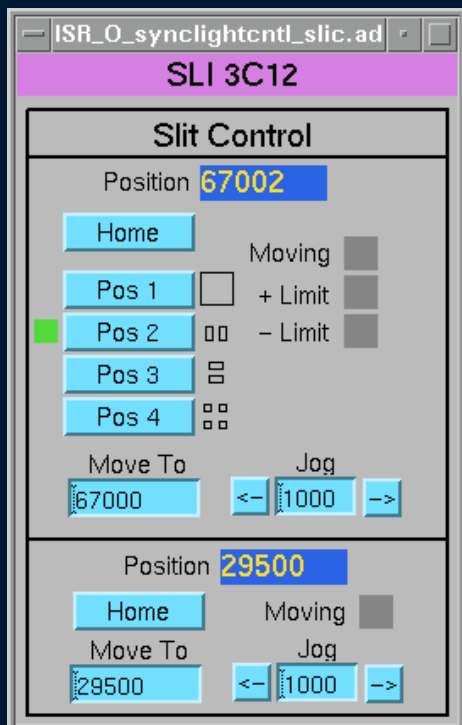 ISR_O_synclightcntl_slic.ad
SLI 3C12
Slit Control
Position 67002
Home
Moving
Pos 1
+ Limit
Pos 2
− Limit
Pos 3
Pos 4
Move To
Jog
67000
<-
1000
->
Position 29500
Home
Moving
Move To
Jog
29500
<-
1000
->